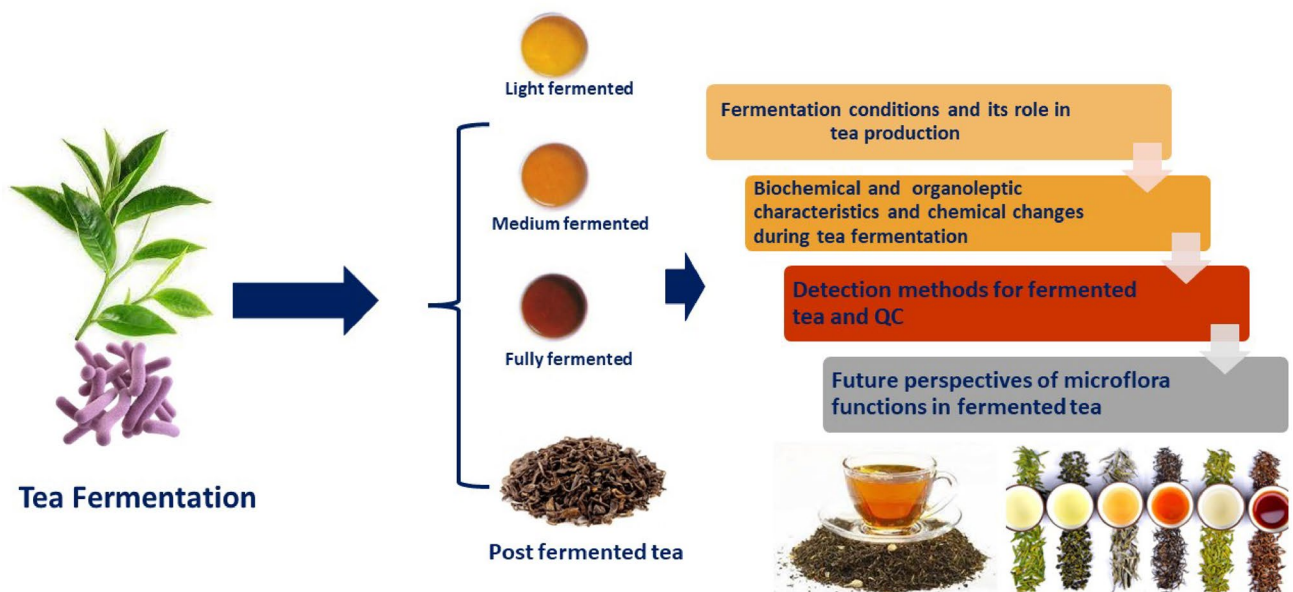 Light fermented
Medium fermented
Fully fermented
Post fermented tea
Tea Fermentation
Fermentation conditions and its role in
tea production
Biochemical and organoleptic
characteristics and chemical changes
during tea fermentation
Detection methods for fermented
tea and QC
Future perspectives of microflora
functions in fermented tea